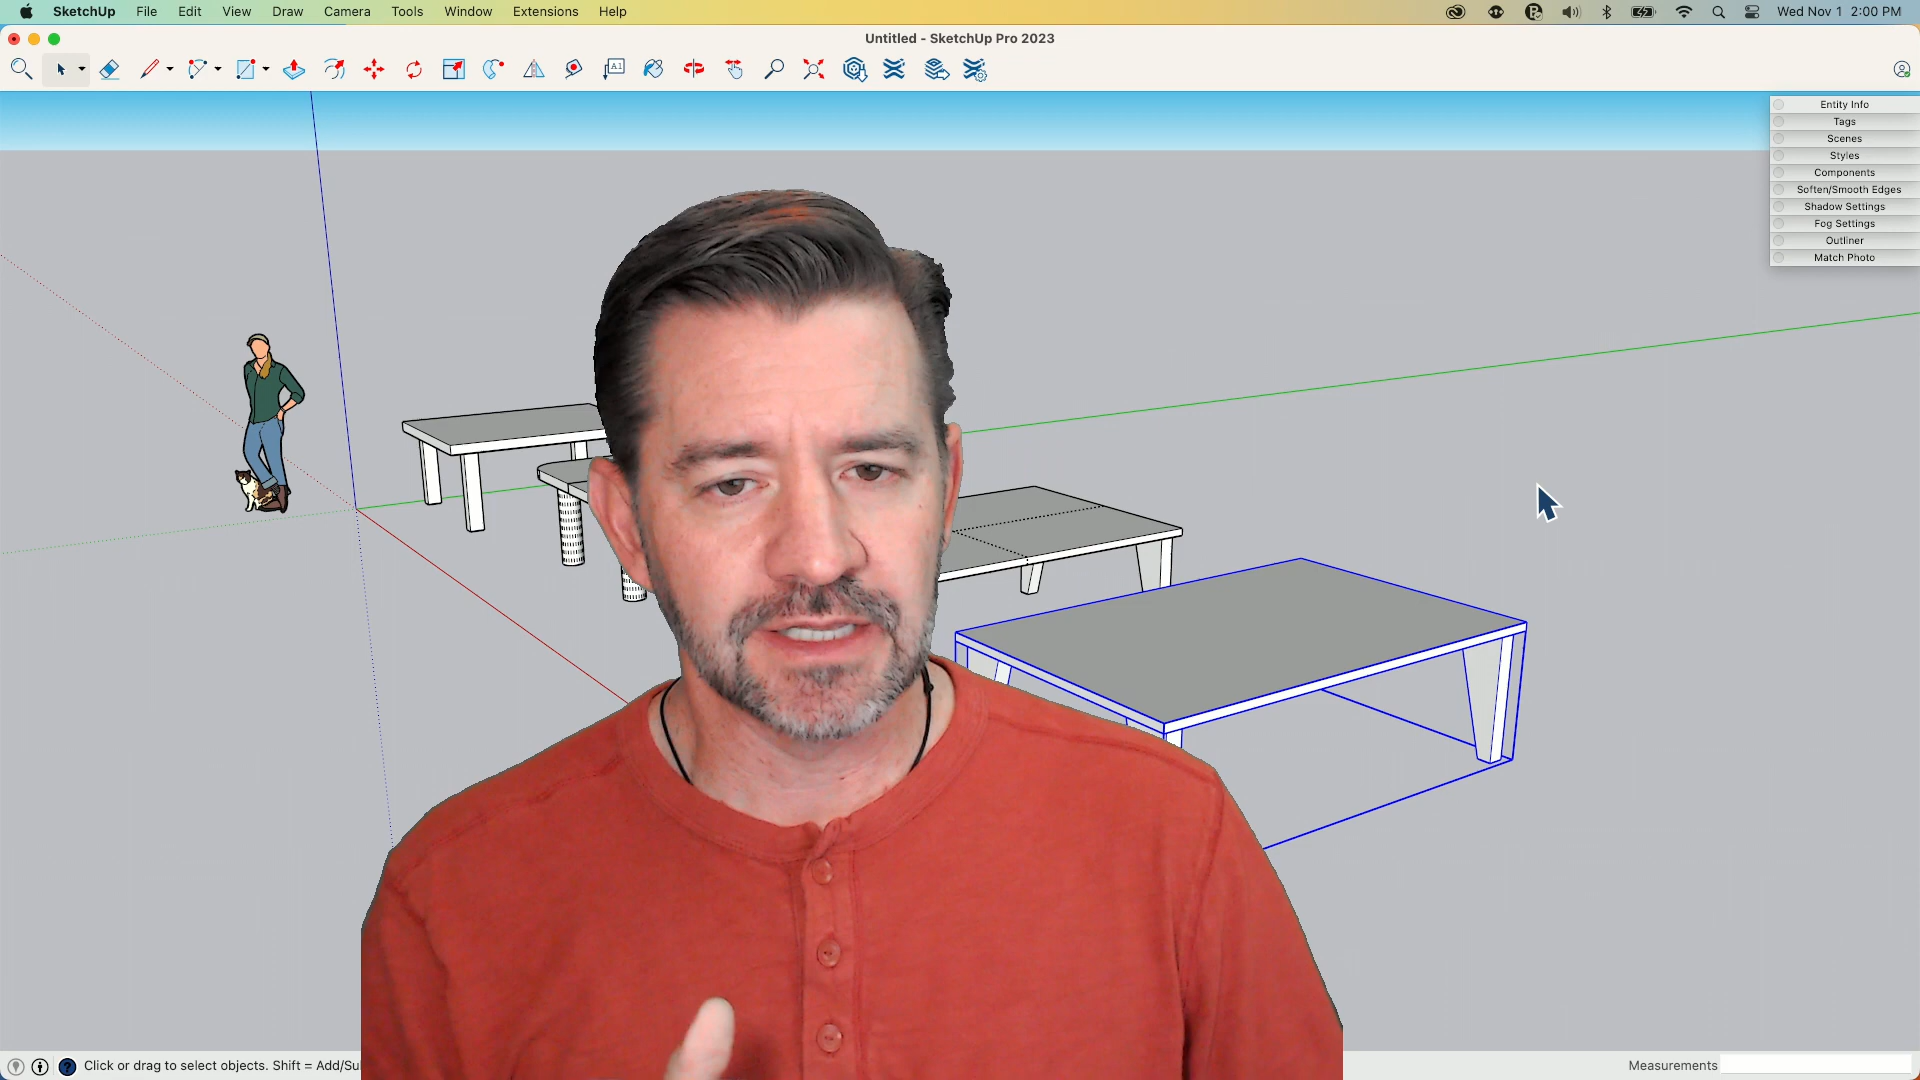 SketchUp File Edit View Draw Camera Tools Window Extensions Help Wed Nov 1 2:00 PM
Untitled - SketchUp Pro 2023
A1
Entity Info
Tags
Scenes
Styles
Components
Soften/Smooth Edges
Shadow Settings
Fog Settings
Outliner
Match Photo
Click or drag to select objects. Shift = Add/Su
Measurements